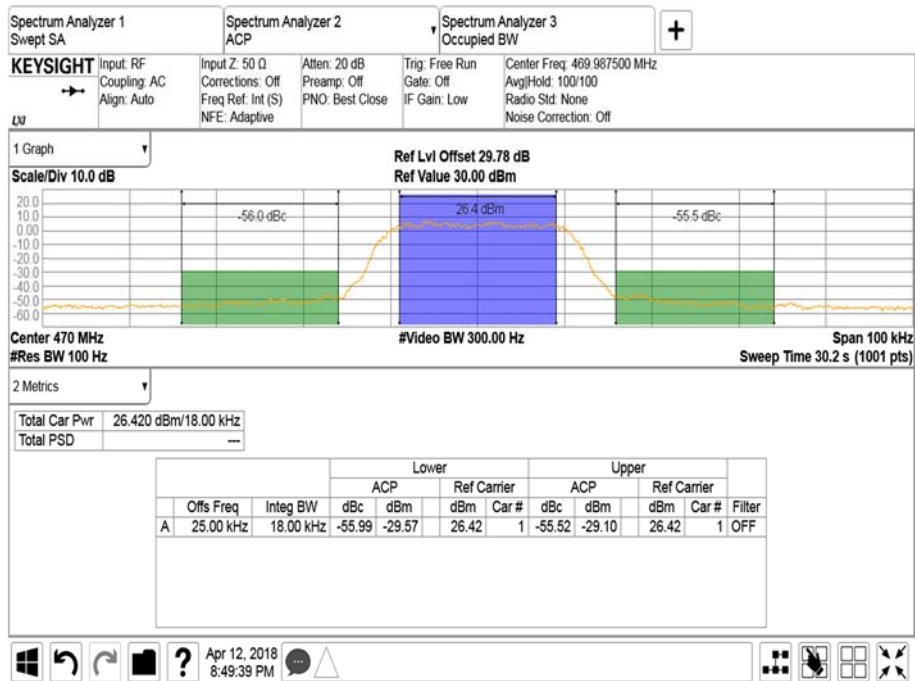 Spectrum Analyzer 1
Swept SA
Spectrum Analyzer 2
ACP
Spectrum Analyzer 3
Occupied BW
+
KEYSIGHT
LXI
Input: RF
Coupling: AC
Align: Auto
Input Z: 50 Ω
Corrections: Off
Freq Ref: Int (S)
NFE: Adaptive
Atten: 20 dB
Preamp: Off
PNO: Best Close
Trig: Free Run
Gate: Off
IF Gain: Low
Center Freq: 469.987500 MHz
Avg|Hold: 100/100
Radio Std: None
Noise Correction: Off
1 Graph
Scale/Div 10.0 dB
Ref Lvl Offset 29.78 dB
Ref Value 30.00 dBm
20.0
10.0
0.00
-10.0
-20.0
-30.0
-40.0
-50.0
-60.0
-56.0 dBc
26.4 dBm
-55.5 dBc
Center 470 MHz
#Res BW 100 Hz
#Video BW 300.00 Hz
Span 100 kHz
Sweep Time 30.2 s (1001 pts)
2 Metrics
Total Car Pwr 26.420 dBm/18.00 kHz
Total PSD ---
Lower Upper
ACP Ref Carrier ACP Ref Carrier
Offs Freq Integ BW dBc dBm dBm Car # dBc dBm dBm Car # Filter
A 25.00 kHz 18.00 kHz -55.99 -29.57 26.42 1 -55.52 -29.10 26.42 1 OFF
?
Apr 12, 2018
8:49:39 PM